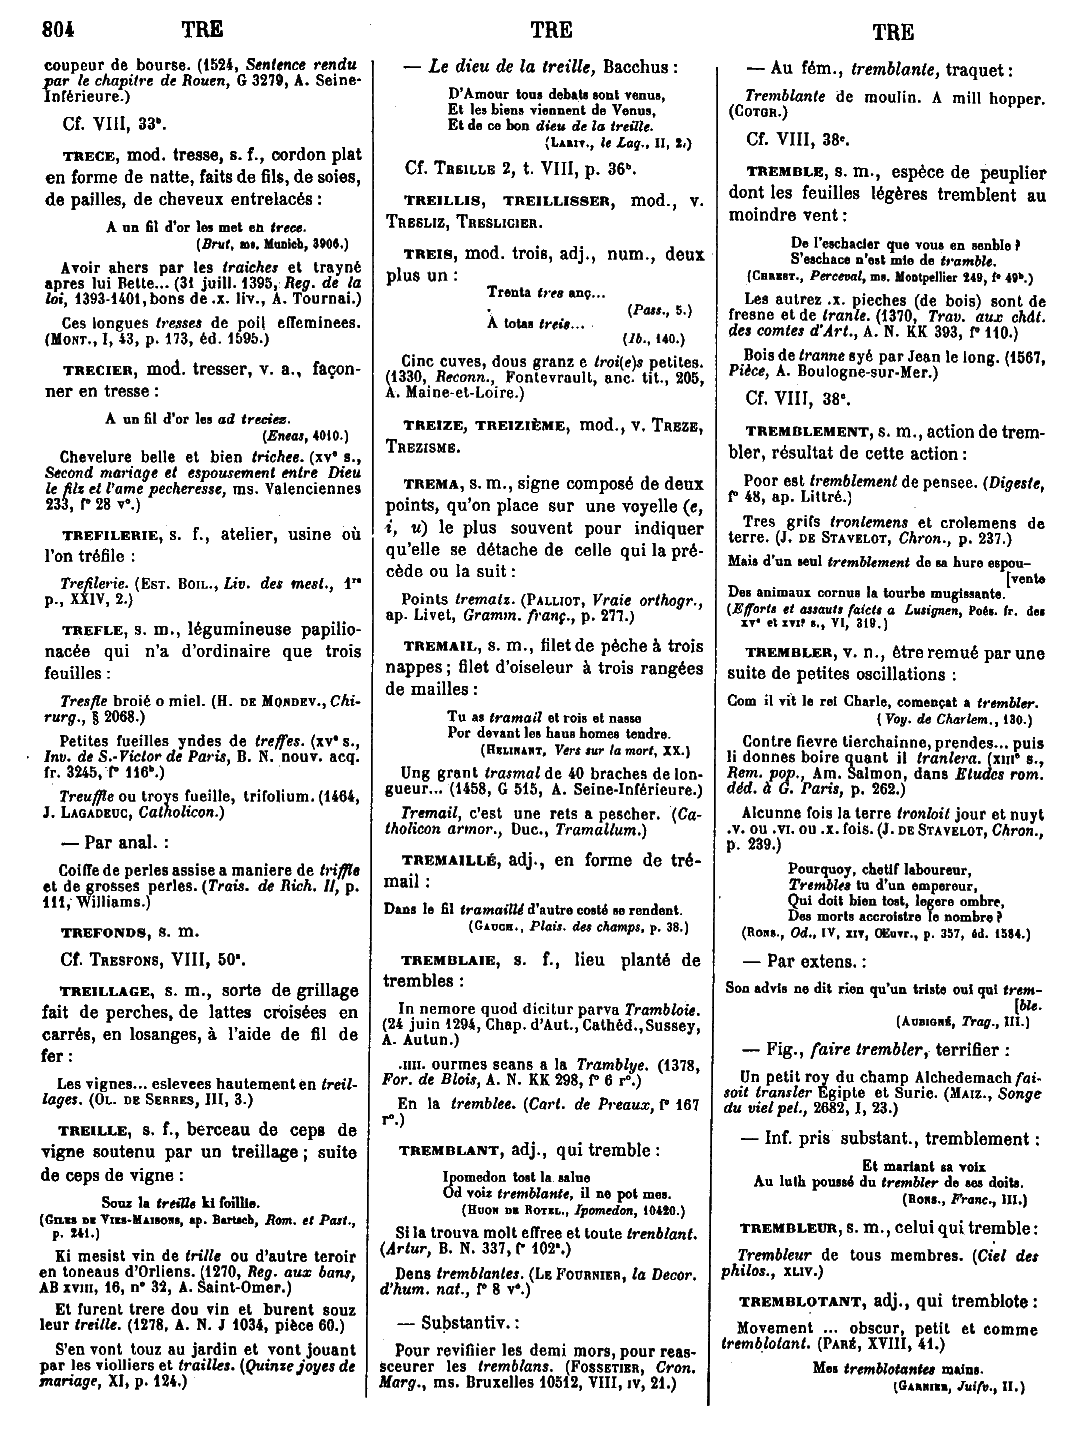 804 TRE TRE TRE
coupeur de bourse. (1524, Sentence rendu
par le chapitre de Rouen, G 3279, A. Seine-
Inférieure.)
Cf. VIII, 33ᵇ.
TRECE, mod. tresse, s. f., cordon plat
en forme de natte, faits de fils, de soies,
de pailles, de cheveux entrelacés :
A un fil d'or les met en trece.
(Brut, ms. Munich, 3906.)
Avoir ahers par les traiches et trayné
apres lui Bette... (31 juill. 1395, Reg. de la
loi, 1393-1401, bons de .x. liv., A. Tournai.)
Ces longues tresses de poil effeminees.
(MONT., I, 43, p. 173, éd. 1595.)
TRECIER, mod. tresser, v. a., façon-
ner en tresse :
A un fil d'or les ad treciez.
(Eneas, 4010.)
Chevelure belle et bien trichee. (XVᵉ s.,
Second mariage et espousement entre Dieu
le filz et l'ame pecheresse, ms. Valenciennes
233, fº 28 vº.)
TREFILERIE, s. f., atelier, usine où
l'on tréfile :
Trefilerie. (EST. BOIL., Liv. des mest., 1ʳᵉ
p., XXIV, 2.)
TREFLE, s. m., légumineuse papilio-
nacée qui n'a d'ordinaire que trois
feuilles :
Tresfle broié o miel. (H. DE MONDEV., Chi-
rurg., § 2068.)
Petites fueilles yndes de treffes. (XVᵉ s.,
Inv. de S.-Victor de Paris, B. N. nouv. acq.
fr. 3245, fº 116ᵇ.)
Treuffle ou troys fueille, trifolium. (1464,
J. LAGADEUC, Catholicon.)
— Par anal. :
Coiffe de perles assise a maniere de triffle
et de grosses perles. (Trais. de Rich. II, p.
111, Williams.)
TREFONDS, s. m.
Cf. TRESFONS, VIII, 50ᵃ.
TREILLAGE, s. m., sorte de grillage
fait de perches, de lattes croisées en
carrés, en losanges, à l'aide de fil de
fer :
Les vignes... eslevees hautement en treil-
lages. (OL. DE SERRES, III, 3.)
TREILLE, s. f., berceau de ceps de
vigne soutenu par un treillage ; suite
de ceps de vigne :
Souz la treille ki foillie.
(GILES DE VIES-MAISONS, ap. Bartsch, Rom. et Past.,
p. 241.)
Ki mesist vin de trille ou d'autre teroir
en toneaus d'Orliens. (1270, Reg. aux bans,
AB XVIII, 16, nº 32, A. Saint-Omer.)
Et furent trere dou vin et burent souz
leur treille. (1278, A. N. J 1034, pièce 60.)
S'en vont touz au jardin et vont jouant
par les violliers et trailles. (Quinze joyes de
mariage, XI, p. 124.)
— Le dieu de la treille, Bacchus :
D'Amour tous debats sont venus,
Et les biens viennent de Venus,
Et de ce bon dieu de la treille.
(LARIV., le Laq., II, 2.)
Cf. TREILLE 2, t. VIII, p. 36ᵇ.
TREILLIS, TREILLISSER, mod., v.
TRESLIZ, TRESLICIER.
TREIS, mod. trois, adj., num., deux
plus un :
Trenta tres anç...
(Pass., 5.)
A totas treis...
(Ib., 140.)
Cinc cuves, dous granz e troi(e)s petites.
(1330, Reconn., Fontevrault, anc. tit., 205,
A. Maine-et-Loire.)
TREIZE, TREIZIÈME, mod., v. TREZE,
TREZISME.
TREMA, s. m., signe composé de deux
points, qu'on place sur une voyelle (e,
i, u) le plus souvent pour indiquer
qu'elle se détache de celle qui la pré-
cède ou la suit :
Points trematz. (PALLIOT, Vraie orthogr.,
ap. Livet, Gramm. franç., p. 277.)
TREMAIL, s. m., filet de pêche à trois
nappes ; filet d'oiseleur à trois rangées
de mailles :
Tu as tramail et rois et nasse
Por devant les haus homes tendre.
(HELINANT, Vers sur la mort, XX.)
Ung grant trasmal de 40 braches de lon-
gueur... (1458, G 515, A. Seine-Inférieure.)
Tremail, c'est une rets a pescher. (Ca-
tholicon armor., Duc., Tramallum.)
TREMAILLÉ, adj., en forme de tré-
mail :
Dans le fil tramaillé d'autre costé se rendent.
(GAUCH., Plais. des champs, p. 38.)
TREMBLAIE, s. f., lieu planté de
trembles :
In nemore quod dicitur parva Tramblois.
(24 juin 1294, Chap. d'Aut., Cathéd., Sussey,
A. Autun.)
.IIII. ourmes seans a la Tramblye. (1378,
For. de Blois, A. N. KK 298, fº 6 rº.)
En la tremblee. (Cart. de Preaux, fº 167
rº.)
TREMBLANT, adj., qui tremble :
Ipomedon tost la salue
Od voiz tremblante, il ne pot mes.
(HUON DE ROTEL., Ipomedon, 10420.)
Si la trouva molt effree et toute trenblant.
(Artur, B. N. 337, fº 102ᵃ.)
Dens tremblantes. (LE FOURNIER, la Decor.
d'hum. nat., fº 8 vº.)
— Substantiv. :
Pour revifiier les demi mors, pour reas-
sceurer les tremblans. (FOSSETIER, Cron.
Marg., ms. Bruxelles 10512, VIII, IV, 21.)
— Au fém., tremblante, traquet :
Tremblante de moulin. A mill hopper.
(COTGR.)
Cf. VIII, 38ᶜ.
TREMBLE, s. m., espèce de peuplier
dont les feuilles légères tremblent au
moindre vent :
De l'eschacier que vous en senble ?
S'eschace n'est mie de tramble.
(CHREST., Perceval, ms. Montpellier 249, fº 49ᵇ.)
Les autrez .x. pieches (de bois) sont de
fresne et de tranle. (1370, Trav. aux chât.
des comtes d'Art., A. N. KK 393, fº 110.)
Bois de tranne syé par Jean le long. (1567,
Pièce, A. Boulogne-sur-Mer.)
Cf. VIII, 38ᶜ.
TREMBLEMENT, s. m., action de trem-
bler, résultat de cette action :
Poor est tremblement de pensee. (Digeste,
fº 48, ap. Littré.)
Tres grifs tronlemens et crolemens de
terre. (J. DE STAVELOT, Chron., p. 237.)
Mais d'un seul tremblement de sa hure espou-
[vente
Des animaux cornus la tourbe mugissante.
(Efforts et assauts faicts a Lusignen, Poés. fr. des
XVᵉ et XVIᵉ s., VI, 319.)
TREMBLER, v. n., être remué par une
suite de petites oscillations :
Com il vit le rei Charle, començat a trembler.
(Voy. de Charlem., 130.)
Contre fievre tierchainne, prendes... puis
li donnes boire quant il tranlera. (XIIIᵉ s.,
Rem. pop., Am. Salmon, dans Etudes rom.
déd. à G. Paris, p. 262.)
Alcunne fois la terre tronloit jour et nuyt
.V. ou .VI. ou .X. fois. (J. DE STAVELOT, Chron.,
p. 239.)
Pourquoy, chetif laboureur,
Trembles tu d'un empereur,
Qui doit bien tost, legere ombre,
Des morts accroistre le nombre ?
(RONS., Od., IV, XIV, Œuvr., p. 357, éd. 1584.)
— Par extens. :
Son advis ne dit rien qu'un triste oui qui trem-
[ble.
(AUBIGNÉ, Trag., III.)
— Fig., faire trembler, terrifier :
Un petit roy du champ Alchedemach fai-
soit transler Egipte et Surie. (MAIZ., Songe
du viel pel., 2682, I, 23.)
— Inf. pris substant., tremblement :
Et mariant sa voix
Au luth poussé du trembler de ses doits.
(RONS., Franc., III.)
TREMBLEUR, s. m., celui qui tremble :
Trembleur de tous membres. (Ciel des
philos., XLIV.)
TREMBLOTANT, adj., qui tremblote :
Movement ... obscur, petit et comme
tremblotant. (PARÉ, XVIII, 41.)
Mes tremblotantes mains.
(GARNIER, Juifv., II.)